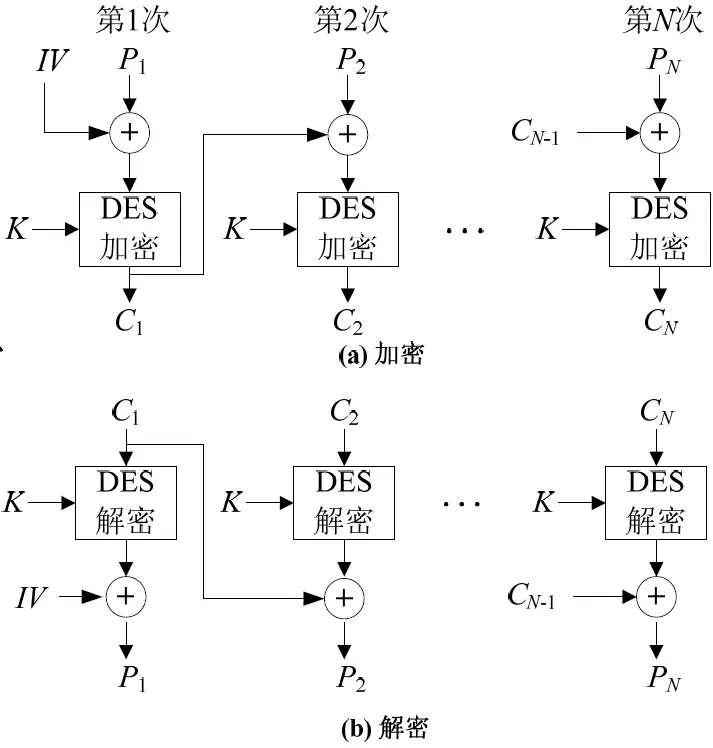 第1次 第2次 第N次
IV P1 P2 PN
+ + CN-1 +
K DES 加密 K DES 加密 ··· K DES 加密
C1 C2 CN
(a) 加密
C1 C2 CN
K DES 解密 K DES 解密 ··· K DES 解密
IV + + CN-1 +
P1 P2 PN
(b) 解密